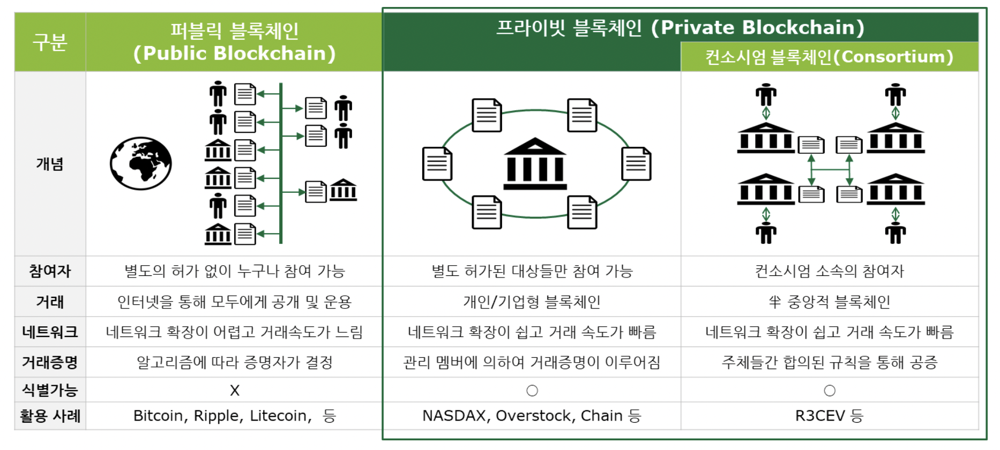 구분
퍼블릭 블록체인
(Public Blockchain)
프라이빗 블록체인 (Private Blockchain)
컨소시엄 블록체인(Consortium)
개념
참여자
별도의 허가 없이 누구나 참여 가능
별도 허가된 대상들만 참여 가능
컨소시엄 소속의 참여자
거래
인터넷을 통해 모두에게 공개 및 운용
개인/기업형 블록체인
半 중앙적 블록체인
네트워크
네트워크 확장이 어렵고 거래속도가 느림
네트워크 확장이 쉽고 거래 속도가 빠름
네트워크 확장이 쉽고 거래 속도가 빠름
거래증명
알고리즘에 따라 증명자가 결정
관리 멤버에 의하여 거래증명이 이루어짐
주체들간 합의된 규칙을 통해 공증
식별가능
X
○
○
활용 사례
Bitcoin, Ripple, Litecoin, 등
NASDAX, Overstock, Chain 등
R3CEV 등